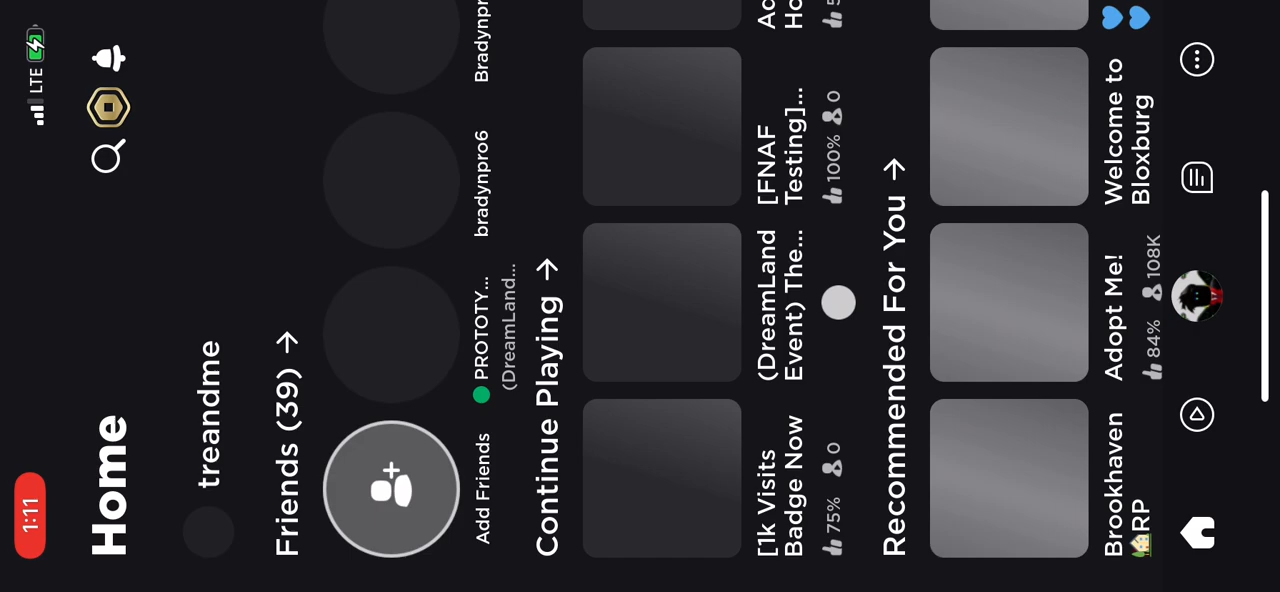 1:11
LTE
Home
treandme
Friends (39) →
Add Friends
PROTOTY...
(DreamLand...
bradynpro6
Bradynpr
Continue Playing →
[1k Visits
Badge Now
75% 0
(DreamLand
Event) The...
[FNAF
Testing]...
100% 0
Ac
Ho
Recommended For You →
Brookhaven
🏡RP
Adopt Me!
84% 108K
Welcome to
Bloxburg
💙💙